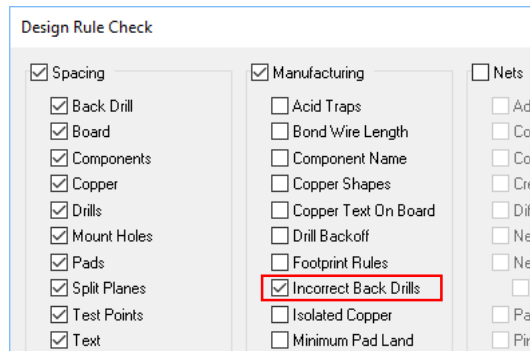 Design Rule Check
Spacing
Back Drill
Board
Components
Copper
Drills
Mount Holes
Pads
Split Planes
Test Points
Text
Manufacturing
Acid Traps
Bond Wire Length
Component Name
Copper Shapes
Copper Text On Board
Drill Backoff
Footprint Rules
Incorrect Back Drills
Isolated Copper
Minimum Pad Land
Nets